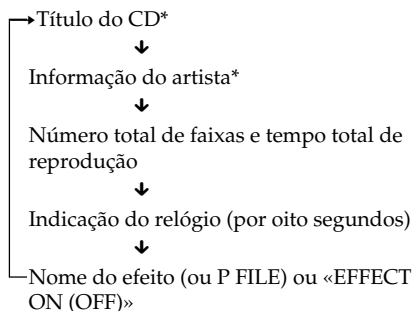 Título do CD*
Informação do artista*
Número total de faixas e tempo total de
reprodução
Indicação do relógio (por oito segundos)
Nome do efeito (ou P FILE) ou «EFFECT
ON (OFF)»